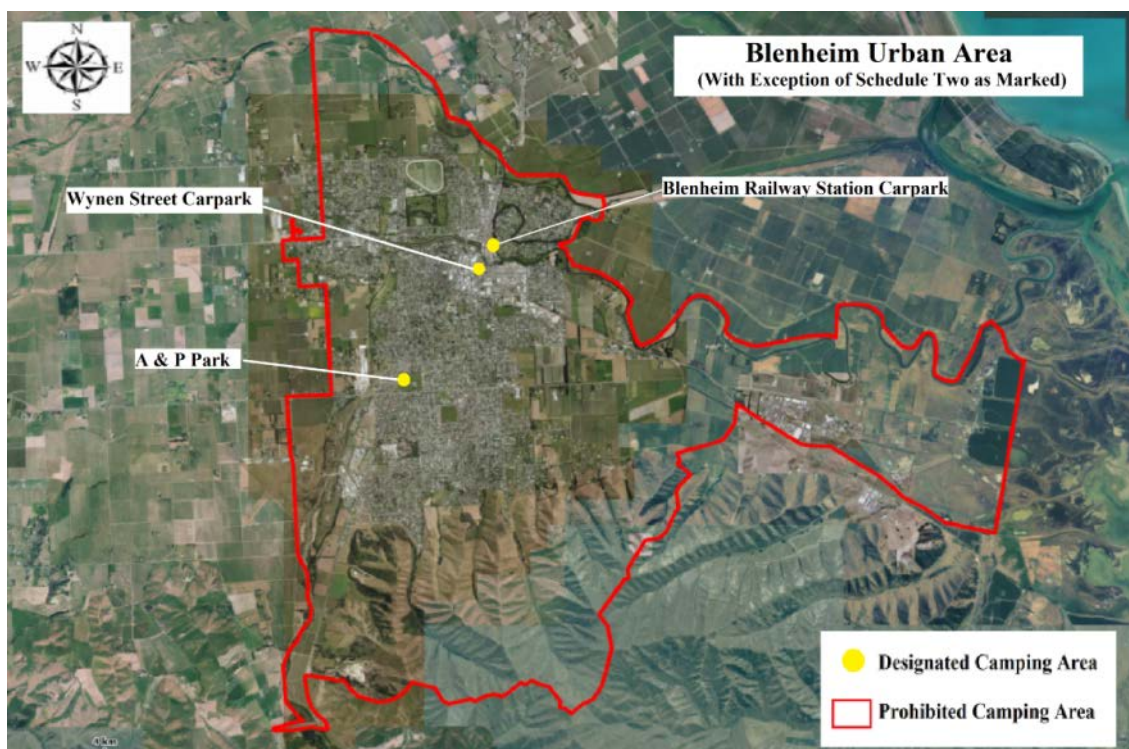 N
W E
S
Blenheim Urban Area
(With Exception of Schedule Two as Marked)
Wynen Street Carpark
Blenheim Railway Station Carpark
A & P Park
Designated Camping Area
Prohibited Camping Area